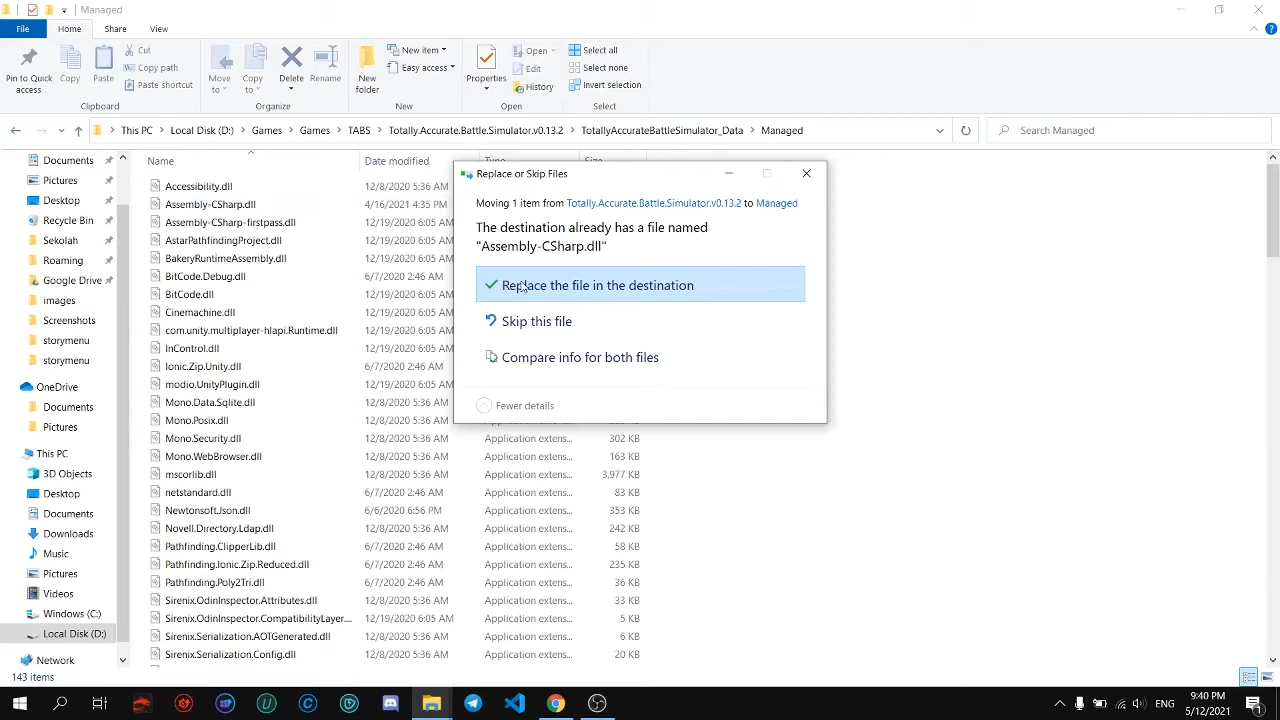 Managed
File
Home
Share
View
Pin to Quick access
Copy
Paste
Cut
Copy path
Paste shortcut
Clipboard
Move to
Copy to
Delete
Rename
Organize
New folder
New item
Easy access
New
Properties
Open
Edit
History
Open
Select all
Select none
Invert selection
Select
This PC > Local Disk (D:) > Games > Games > TABS > Totally.Accurate.Battle.Simulator.v0.13.2 > TotallyAccurateBattleSimulator_Data > Managed
Search Managed
Documents
Pictures
Desktop
Recycle Bin
Sekolah
Roaming
Google Drive
images
Screenshots
storymenu
storymenu
OneDrive
Documents
Pictures
This PC
3D Objects
Desktop
Documents
Downloads
Music
Pictures
Videos
Windows (C:)
Local Disk (D:)
Network
Name Date modified Type Size
Accessibility.dll 12/8/2020 5:36 AM
Assembly-CSharp.dll 4/16/2021 4:35 PM
Assembly-CSharp-firstpass.dll 12/19/2020 6:05 AM
AstarPathfindingProject.dll 12/19/2020 6:05 AM
BakeryRuntimeAssembly.dll 12/19/2020 6:05 AM
BitCode.Debug.dll 6/7/2020 2:46 AM
BitCode.dll 12/19/2020 6:05 AM
Cinemachine.dll 12/19/2020 6:05 AM
com.unity.multiplayer-hlapi.Runtime.dll 12/19/2020 6:05 AM
InControl.dll 12/19/2020 6:05 AM
Ionic.Zip.Unity.dll 6/7/2020 2:46 AM
modio.UnityPlugin.dll 12/19/2020 6:05 AM
Mono.Data.Sqlite.dll 12/8/2020 5:36 AM
Mono.Posix.dll 12/8/2020 5:36 AM
Mono.Security.dll 12/8/2020 5:36 AM Application extens... 302 KB
Mono.WebBrowser.dll 12/8/2020 5:36 AM Application extens... 163 KB
mscorlib.dll 12/8/2020 5:36 AM Application extens... 3,977 KB
netstandard.dll 6/7/2020 2:46 AM Application extens... 83 KB
Newtonsoft.Json.dll 6/6/2020 6:56 PM Application extens... 353 KB
Novell.Directory.Ldap.dll 12/8/2020 5:36 AM Application extens... 242 KB
Pathfinding.ClipperLib.dll 6/7/2020 2:46 AM Application extens... 58 KB
Pathfinding.Ionic.Zip.Reduced.dll 6/7/2020 2:46 AM Application extens... 235 KB
Pathfinding.Poly2Tri.dll 6/7/2020 2:46 AM Application extens... 36 KB
Sirenix.OdinInspector.Attributes.dll 12/8/2020 5:36 AM Application extens... 33 KB
Sirenix.OdinInspector.CompatibilityLayer.... 12/19/2020 6:05 AM Application extens... 5 KB
Sirenix.Serialization.AOTGenerated.dll 12/8/2020 5:36 AM Application extens... 6 KB
Sirenix.Serialization.Config.dll 12/8/2020 5:36 AM Application extens... 20 KB
Replace or Skip Files
Moving 1 item from Totally.Accurate.Battle.Simulator.v0.13.2 to Managed
The destination already has a file named
"Assembly-CSharp.dll"
Replace the file in the destination
Skip this file
Compare info for both files
Fewer details
143 items
ENG
9:40 PM
5/12/2021